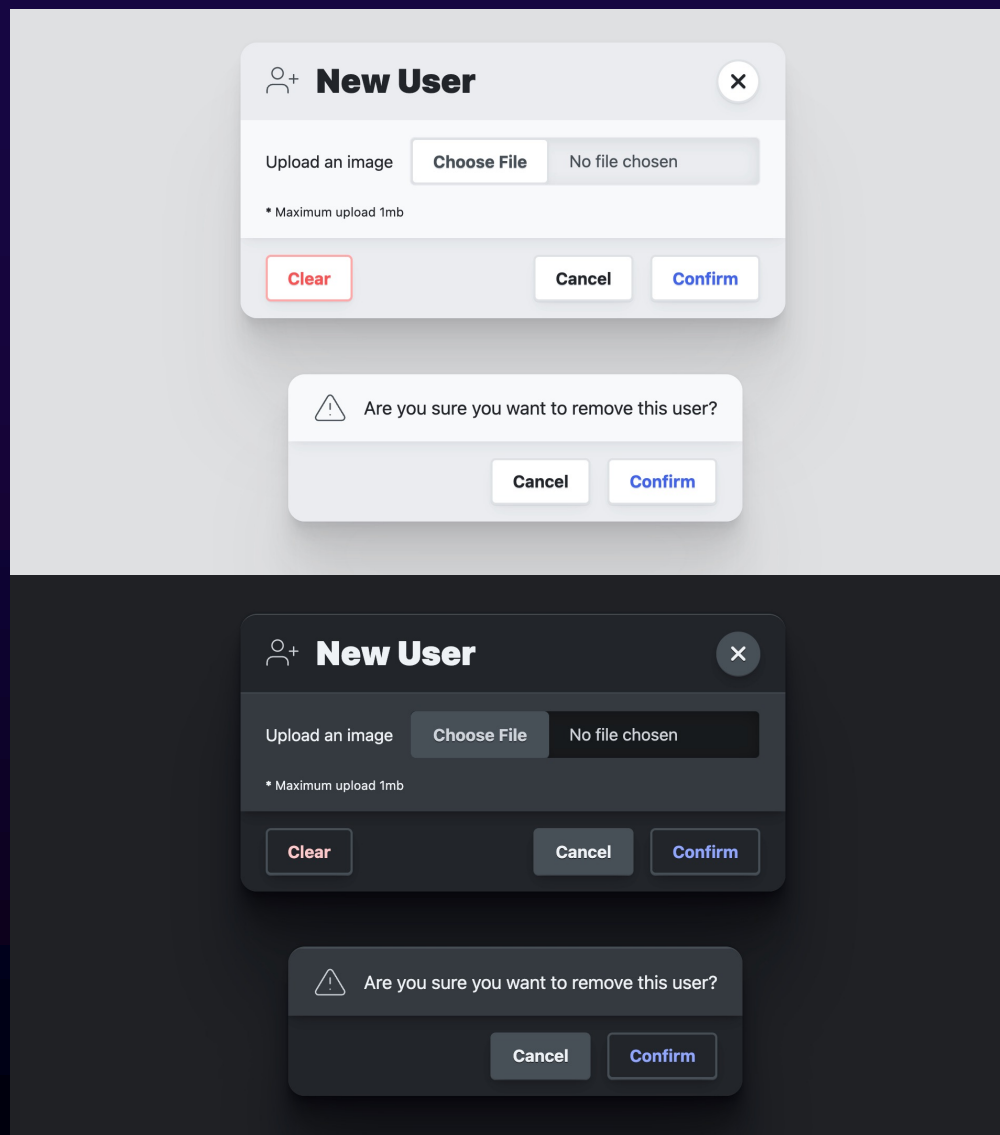 New User
Upload an image Choose File No file chosen
* Maximum upload 1mb
Clear Cancel Confirm
Are you sure you want to remove this user?
Cancel Confirm
New User
Upload an image Choose File No file chosen
* Maximum upload 1mb
Clear Cancel Confirm
Are you sure you want to remove this user?
Cancel Confirm